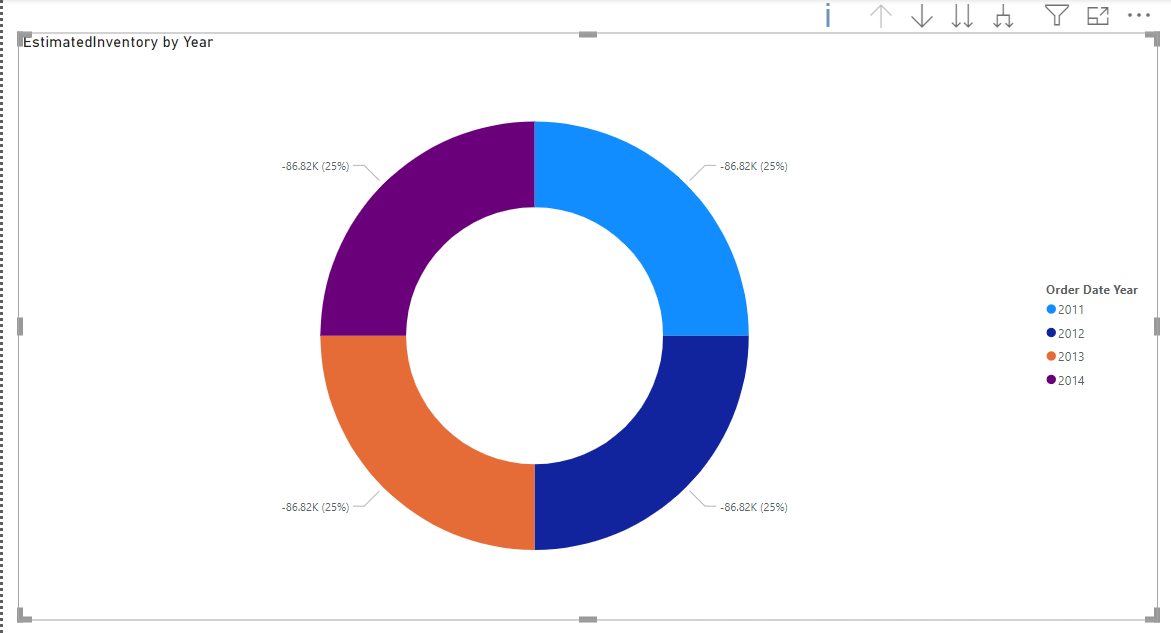 EstimatedInventory by Year
-86.82K (25%)
-86.82K (25%)
Order Date Year
2011
2012
2013
2014
-86.82K (25%)
-86.82K (25%)